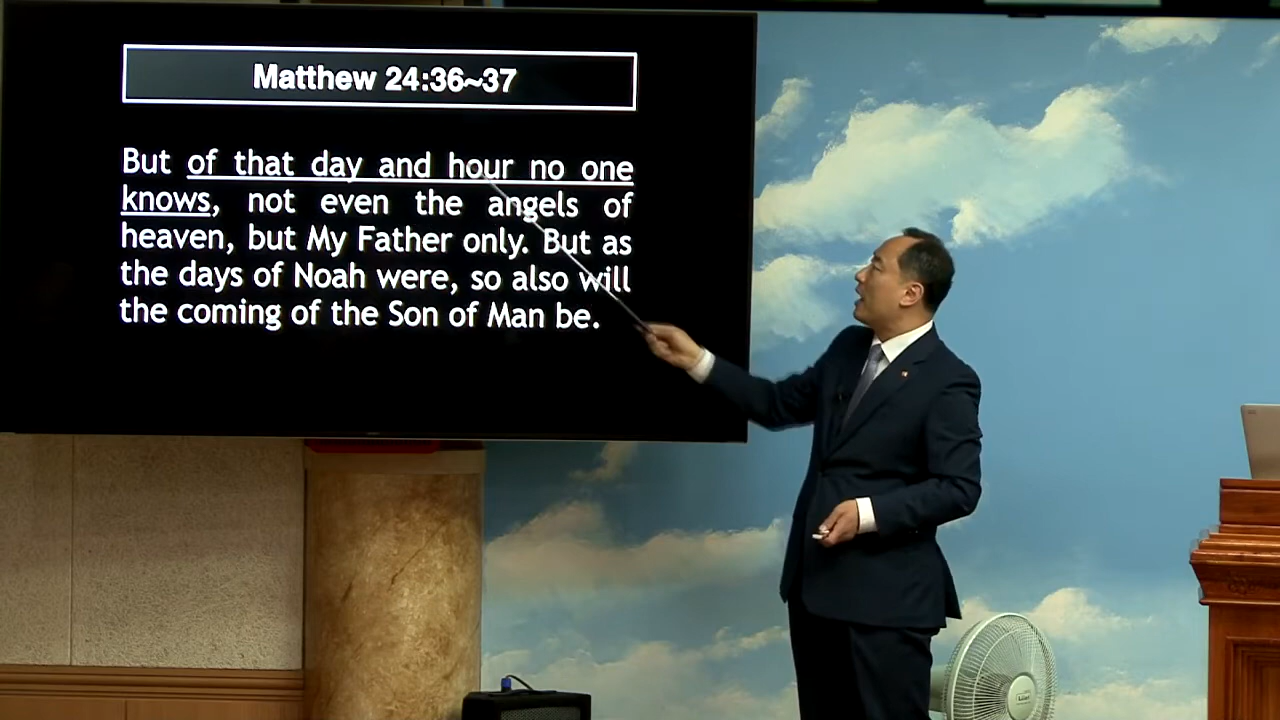 Matthew 24:36~37
But of that day and hour no one
knows, not even the angels of
heaven, but My Father only. But as
the days of Noah were, so also will
the coming of the Son of Man be.